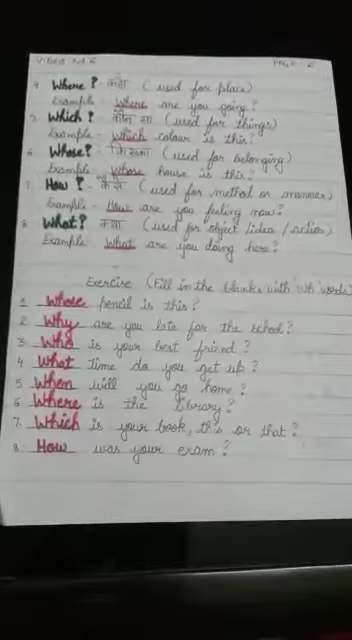 Video No. 6 Page 2
4. Where? - कहाँ (used for place)
Example - Where are you going?
5. Which? - कौन सा (used for things)
Example - Which colour is this?
6. Whose? - किसका (used for belonging)
Example - Whose house is this?
7. How? - कैसे (used for method or manner)
Example - How are you feeling now?
8. What? - क्या (used for object/idea/action)
Example - What are you doing here?
Exercise (Fill in the blanks with 'Wh' words)
1. Whose pencil is this?
2. Why are you late for the school?
3. Who is your best friend?
4. What time do you get up?
5. When will you go home?
6. Where is the library?
7. Which is your book, this or that?
8. How was your exam?